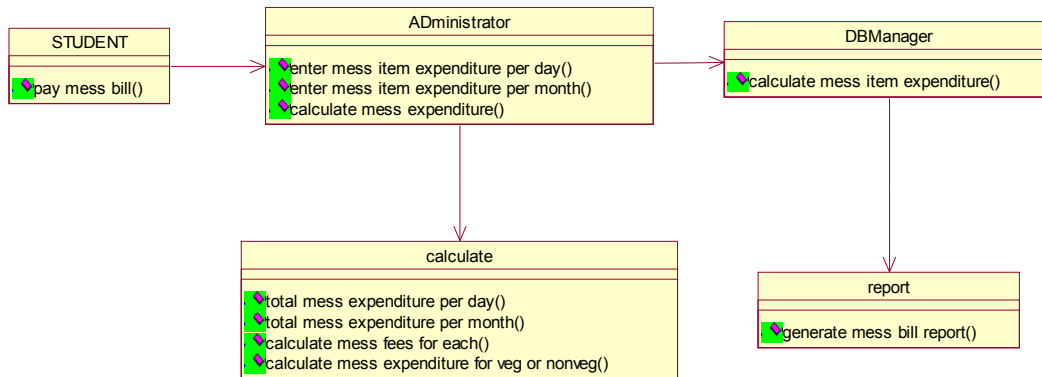 STUDENT
pay mess bill()
ADministrator
enter mess item expenditure per day()
enter mess item expenditure per month()
calculate mess expenditure()
DBManager
calculate mess item expenditure()
calculate
total mess expenditure per day()
total mess expenditure per month()
calculate mess fees for each()
calculate mess expenditure for veg or nonveg()
report
generate mess bill report()